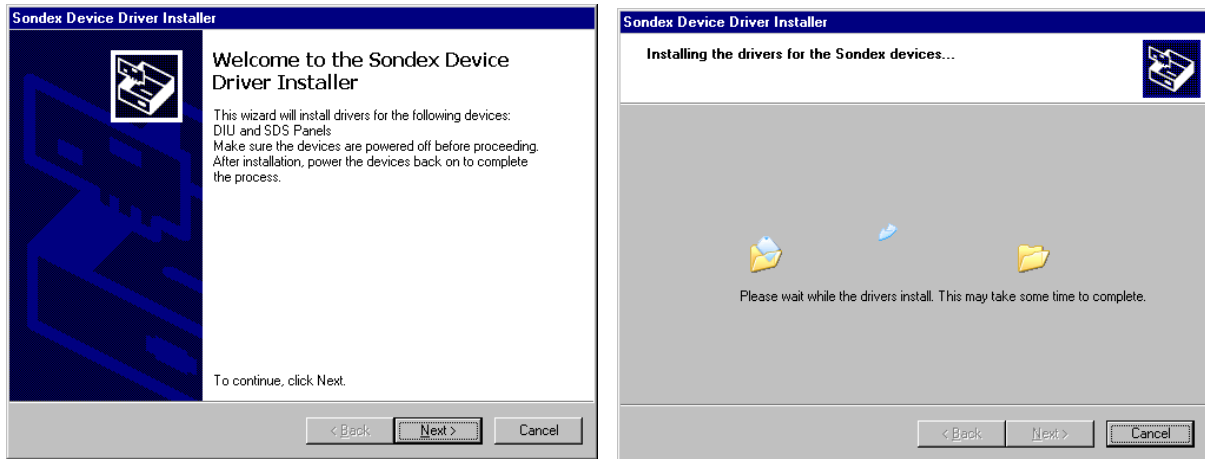 Sondex Device Driver Installer
Welcome to the Sondex Device
Driver Installer
This wizard will install drivers for the following devices:
DIU and SDS Panels
Make sure the devices are powered off before proceeding.
After installation, power the devices back on to complete
the process.
To continue, click Next.
< Back
Next >
Cancel
Sondex Device Driver Installer
Installing the drivers for the Sondex devices...
Please wait while the drivers install. This may take some time to complete.
< Back
Next >
Cancel